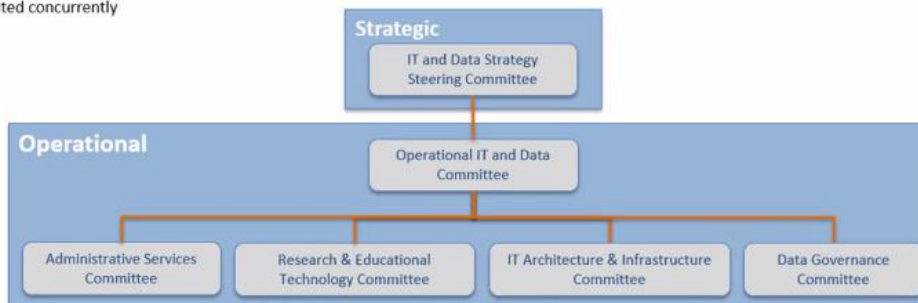 concurrently
Strategic
IT and Data Strategy
Steering Committee
Operational
Operational IT and Data
Committee
Administrative Services
Committee
Research & Educational
Technology Committee
IT Architecture & Infrastructure
Committee
Data Governance
Committee